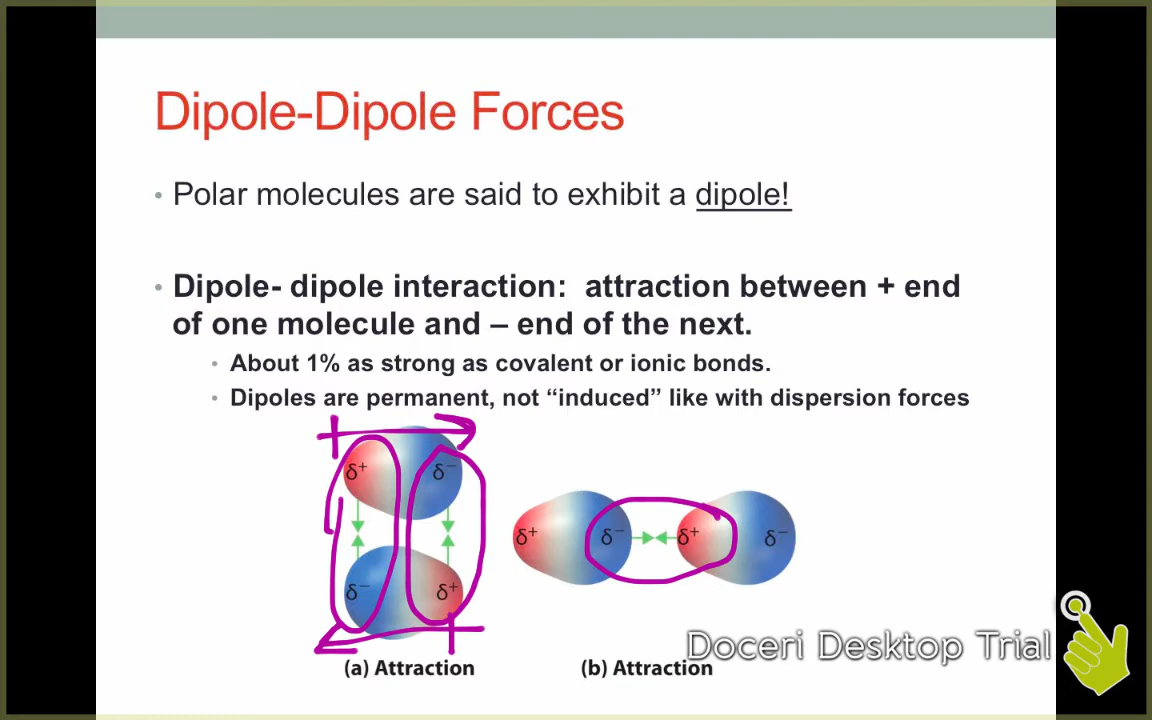 Dipole-Dipole Forces
• Polar molecules are said to exhibit a dipole!
• Dipole- dipole interaction:  attraction between + end
of one molecule and – end of the next.
• About 1% as strong as covalent or ionic bonds.
• Dipoles are permanent, not “induced” like with dispersion forces
δ+ δ–
δ+ δ–
δ+ δ–
δ– δ+
Doceri Desktop Trial
(a) Attraction
(b) Attraction